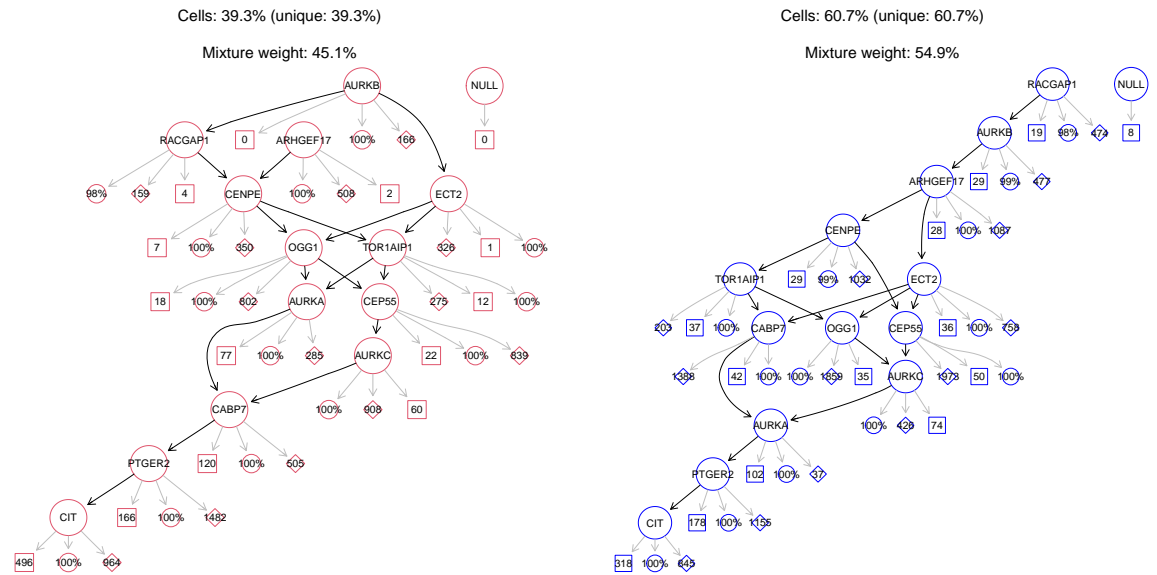 Cells: 39.3% (unique: 39.3%)
Mixture weight: 45.1%
AURKB
NULL
RACGAP1
0
ARHGEF17
100%
166
0
98%
159
4
CENPE
100%
508
2
ECT2
7
100%
350
OGG1
TOR1AIP1
326
1
100%
18
100%
802
AURKA
CEP55
275
12
100%
77
100%
285
AURKC
22
100%
839
CABP7
100%
908
60
PTGER2
120
100%
505
CIT
166
100%
1482
496
100%
964
Cells: 60.7% (unique: 60.7%)
Mixture weight: 54.9%
RACGAP1
NULL
AURKB
19
98%
474
8
ARHGEF17
29
99%
477
CENPE
28
100%
1087
TOR1AIP1
29
99%
1032
ECT2
203
37
100%
CABP7
OGG1
CEP55
36
100%
758
1388
42
100%
100%
1859
35
AURKC
1973
50
100%
AURKA
100%
426
74
PTGER2
102
100%
37
CIT
178
100%
1155
318
100%
645